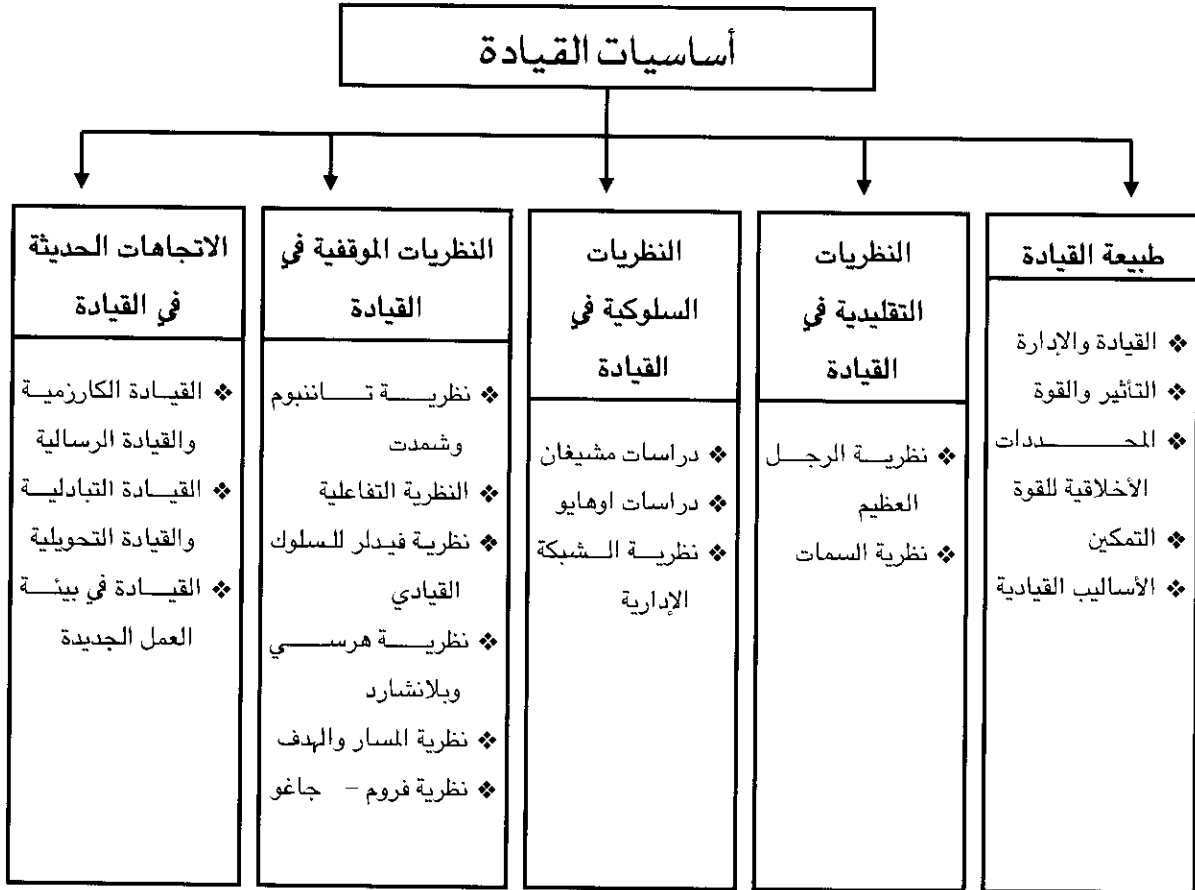 أساسيات القيادة
طبيعة القيادة
❖ القيادة والإدارة
❖ التأثير والقوة
❖ المحددات
الأخلاقية للقوة
❖ التمكين
❖ الأساليب القيادية
النظريات
التقليدية في
القيادة
❖ نظرية الرجل
العظيم
❖ نظرية السمات
النظريات
السلوكية في
القيادة
❖ دراسات مشيغان
❖ دراسات اوهايو
❖ نظرية الشبكة
الإدارية
النظريات الموقفية في
القيادة
❖ نظرية تاننبوم
وشمدت
❖ النظرية التفاعلية
❖ نظرية فيدلر للسلوك
القيادي
❖ نظرية هرسي
وبلانشارد
❖ نظرية المسار والهدف
❖ نظرية فروم – جاغو
الاتجاهات الحديثة
في القيادة
❖ القيادة الكارزمية
والقيادة الرسالية
❖ القيادة التبادلية
والقيادة التحويلية
❖ القيادة في بيئة
العمل الجديدة